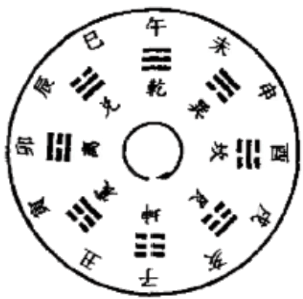 午
未
申
酉
戌
亥
子
丑
寅
卯
辰
巳
乾
巽
坎
艮
坤
震
離
兌